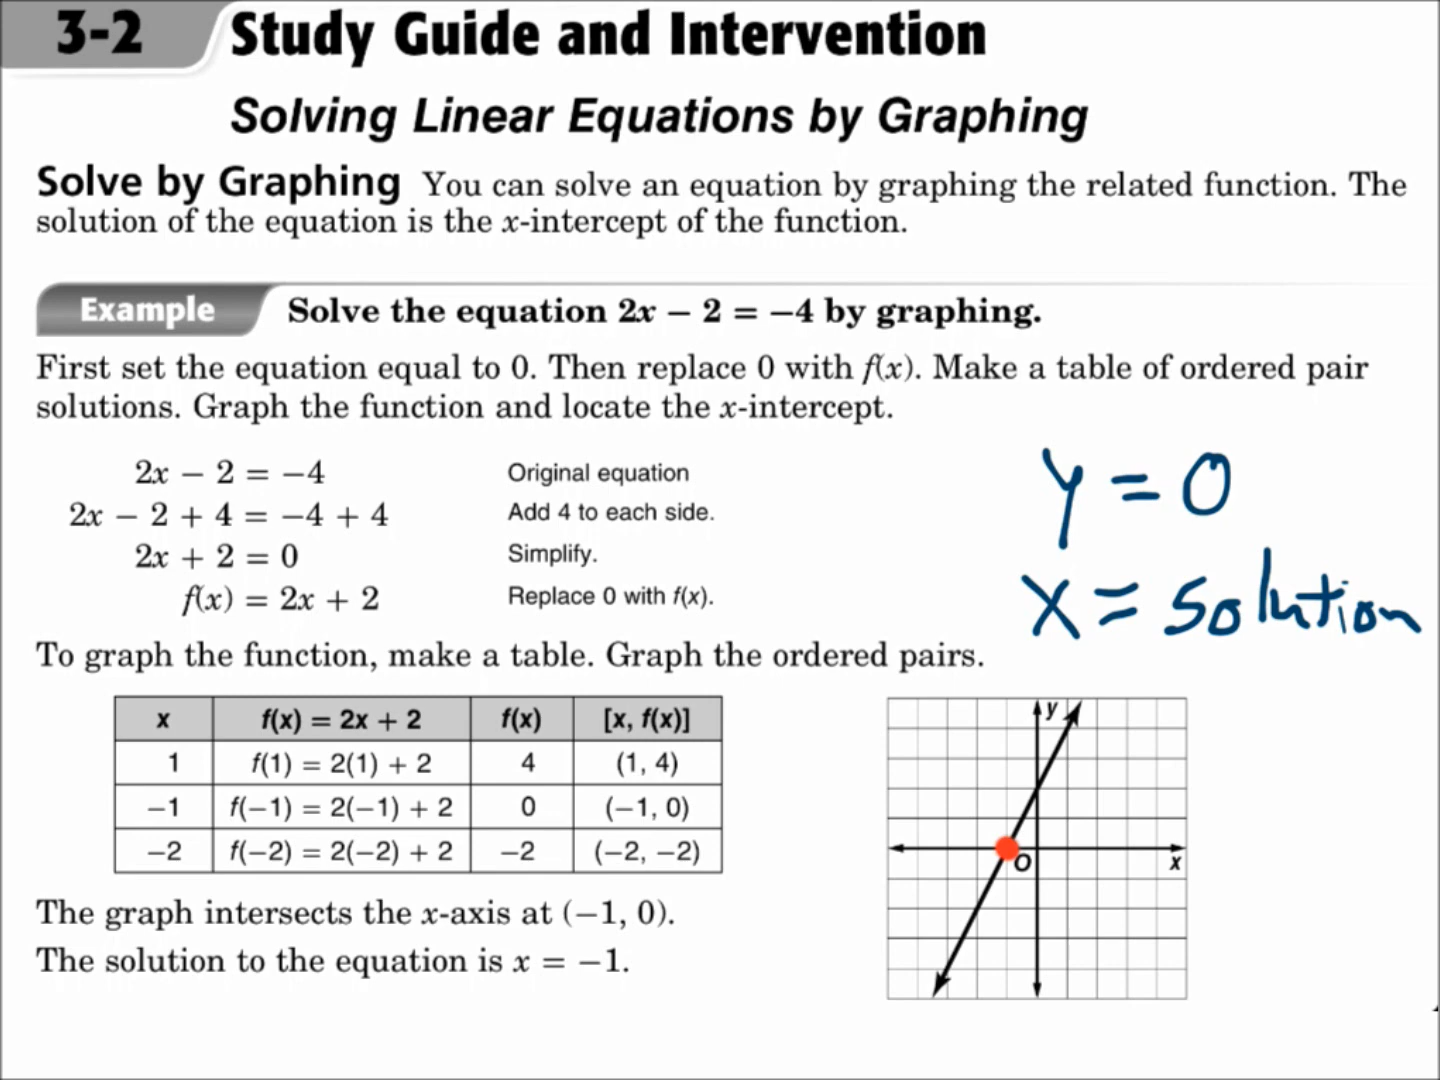 3-2 Study Guide and Intervention
Solving Linear Equations by Graphing
Solve by Graphing You can solve an equation by graphing the related function. The
solution of the equation is the x-intercept of the function.
Example Solve the equation 2x − 2 = −4 by graphing.
First set the equation equal to 0. Then replace 0 with f(x). Make a table of ordered pair
solutions. Graph the function and locate the x-intercept.
2x − 2 = −4 Original equation
2x − 2 + 4 = −4 + 4 Add 4 to each side.
2x + 2 = 0 Simplify.
f(x) = 2x + 2 Replace 0 with f(x).
y = 0
x = solution
To graph the function, make a table. Graph the ordered pairs.
x f(x) = 2x + 2 f(x) [x, f(x)]
1 f(1) = 2(1) + 2 4 (1, 4)
−1 f(−1) = 2(−1) + 2 0 (−1, 0)
−2 f(−2) = 2(−2) + 2 −2 (−2, −2)
y
O x
The graph intersects the x-axis at (−1, 0).
The solution to the equation is x = −1.